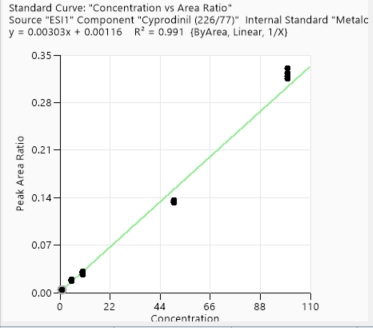 Standard Curve: "Concentration vs Area Ratio"
Source "ESI1" Component "Cyprodinil (226/77)" Internal Standard "Metalc
y = 0.00303x + 0.00116 R² = 0.991 {ByArea, Linear, 1/X}
0.35
0.28
0.21
0.14
0.07
0.00
Peak Area Ratio
0 22 44 66 88 110
Concentration